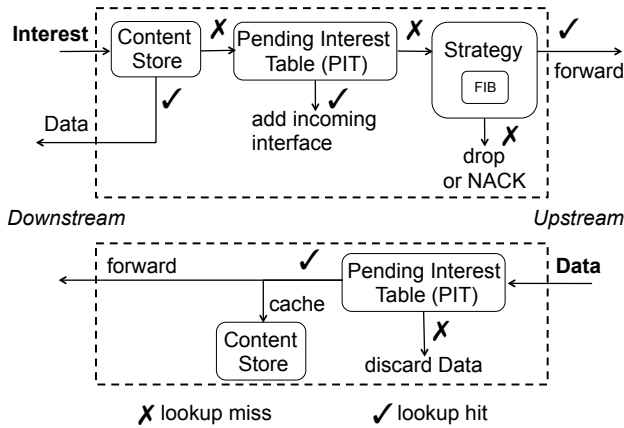 Interest
Content
Store
✗
Pending Interest
Table (PIT)
✗
Strategy
FIB
✓
forward
✓
Data
✓
add incoming
interface
✗
drop
or NACK
Downstream
Upstream
forward
✓
Pending Interest
Table (PIT)
Data
cache
Content
Store
✗
discard Data
✗ lookup miss
✓ lookup hit